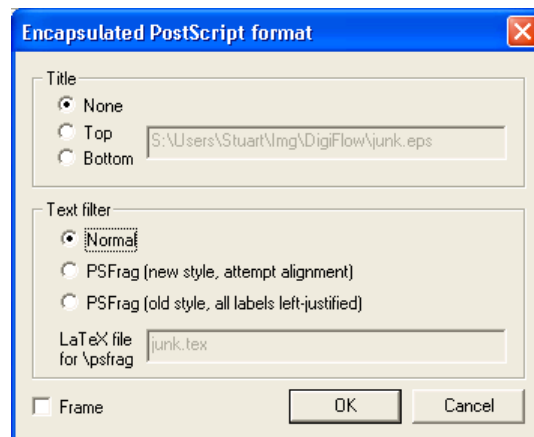 Encapsulated PostScript format
Title
None
Top
Bottom
S:\Users\Stuart\Img\DigiFlow\junk.eps
Text filter
Normal
PSFrag (new style, attempt alignment)
PSFrag (old style, all labels left-justified)
LaTeX file
for \psfrag
junk.tex
Frame
OK
Cancel